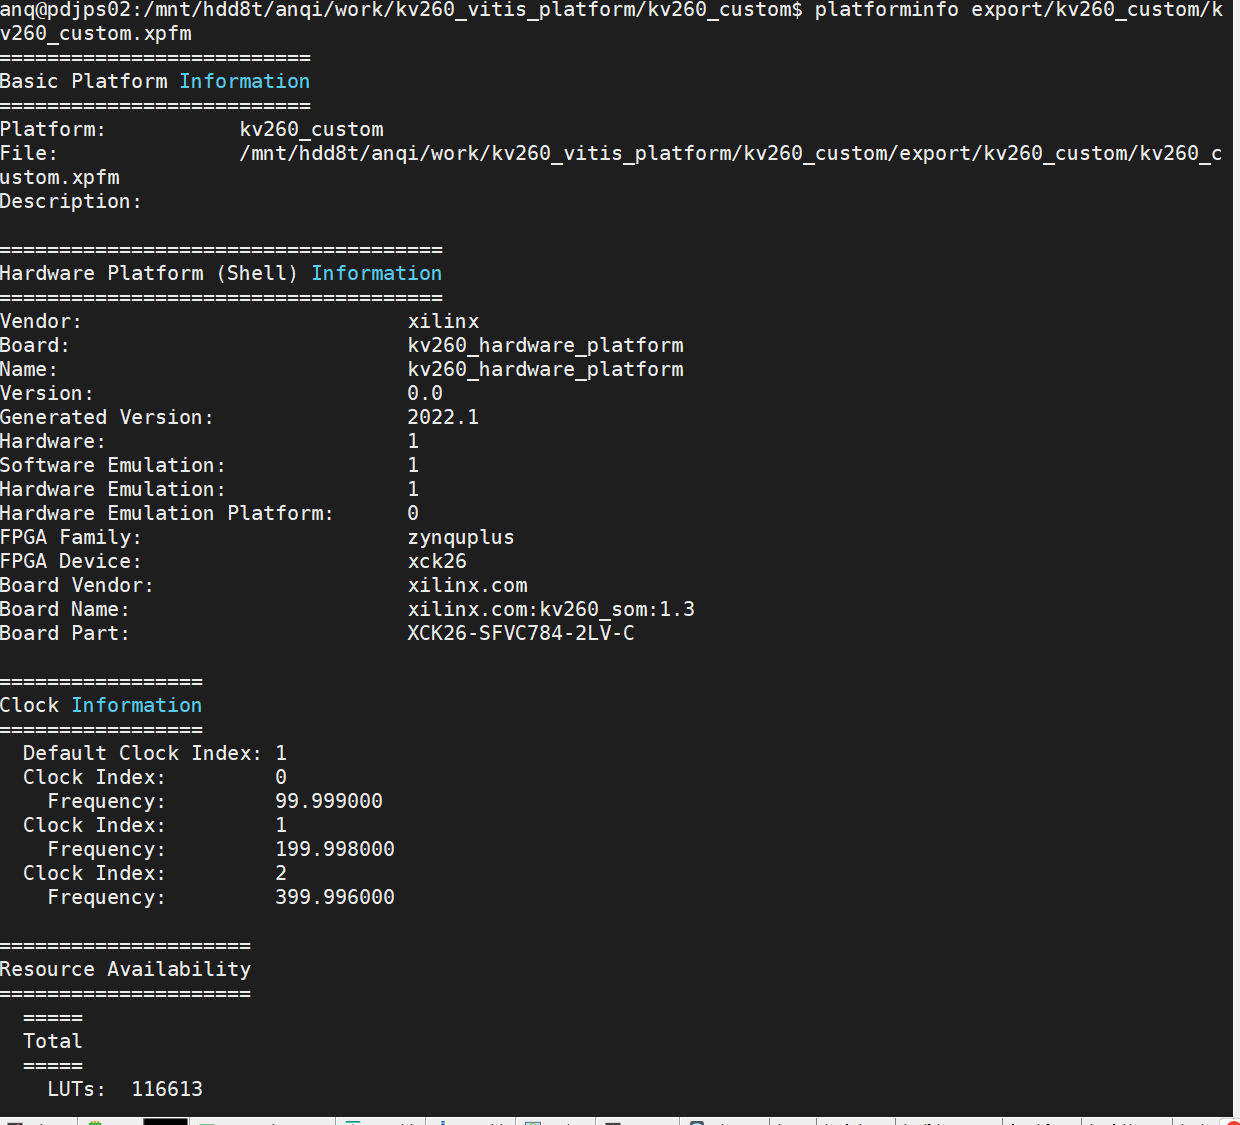 anq@pdjps02:/mnt/hdd8t/anqi/work/kv260_vitis_platform/kv260_custom$ platforminfo export/kv260_custom/k
v260_custom.xpfm
==========================
Basic Platform Information
==========================
Platform: kv260_custom
File: /mnt/hdd8t/anqi/work/kv260_vitis_platform/kv260_custom/export/kv260_custom/kv260_c
ustom.xpfm
Description:
=====================================
Hardware Platform (Shell) Information
=====================================
Vendor: xilinx
Board: kv260_hardware_platform
Name: kv260_hardware_platform
Version: 0.0
Generated Version: 2022.1
Hardware: 1
Software Emulation: 1
Hardware Emulation: 1
Hardware Emulation Platform: 0
FPGA Family: zynquplus
FPGA Device: xck26
Board Vendor: xilinx.com
Board Name: xilinx.com:kv260_som:1.3
Board Part: XCK26-SFVC784-2LV-C
=================
Clock Information
=================
Default Clock Index: 1
Clock Index: 0
Frequency: 99.999000
Clock Index: 1
Frequency: 199.998000
Clock Index: 2
Frequency: 399.996000
=====================
Resource Availability
=====================
=====
Total
=====
LUTs: 116613